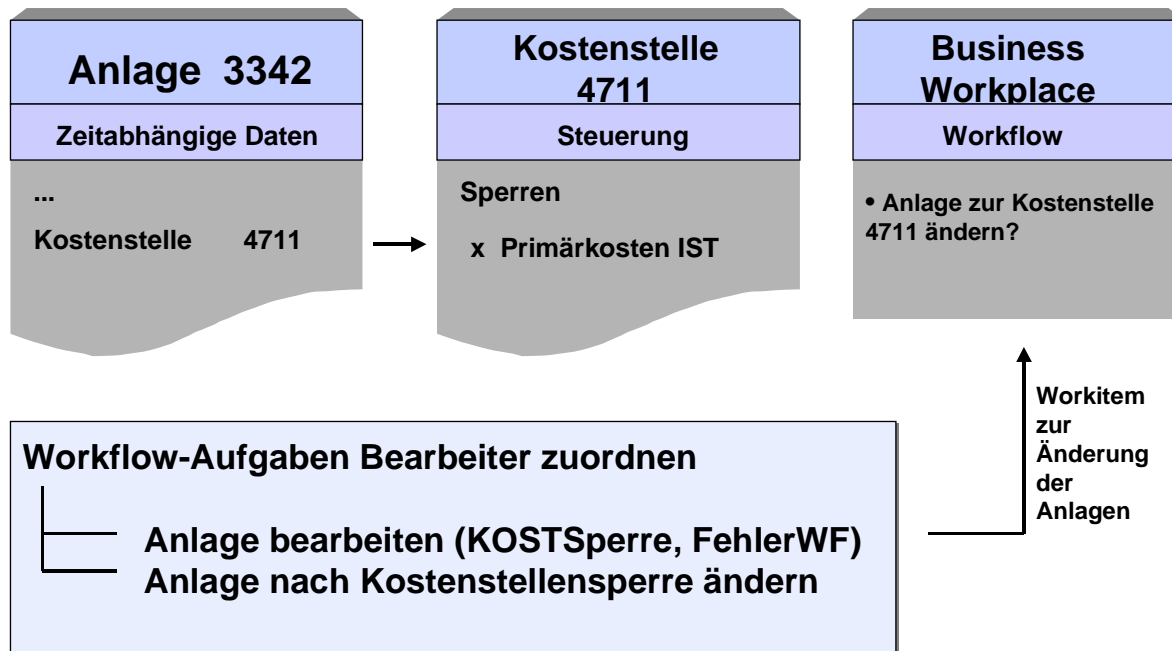 Anlage 3342
Zeitabhängige Daten
...
Kostenstelle 4711
Kostenstelle
4711
Steuerung
Sperren
x Primärkosten IST
Business
Workplace
Workflow
• Anlage zur Kostenstelle
4711 ändern?
Workitem
zur
Änderung
der
Anlagen
Workflow-Aufgaben Bearbeiter zuordnen
Anlage bearbeiten (KOSTSperre, FehlerWF)
Anlage nach Kostenstellensperre ändern